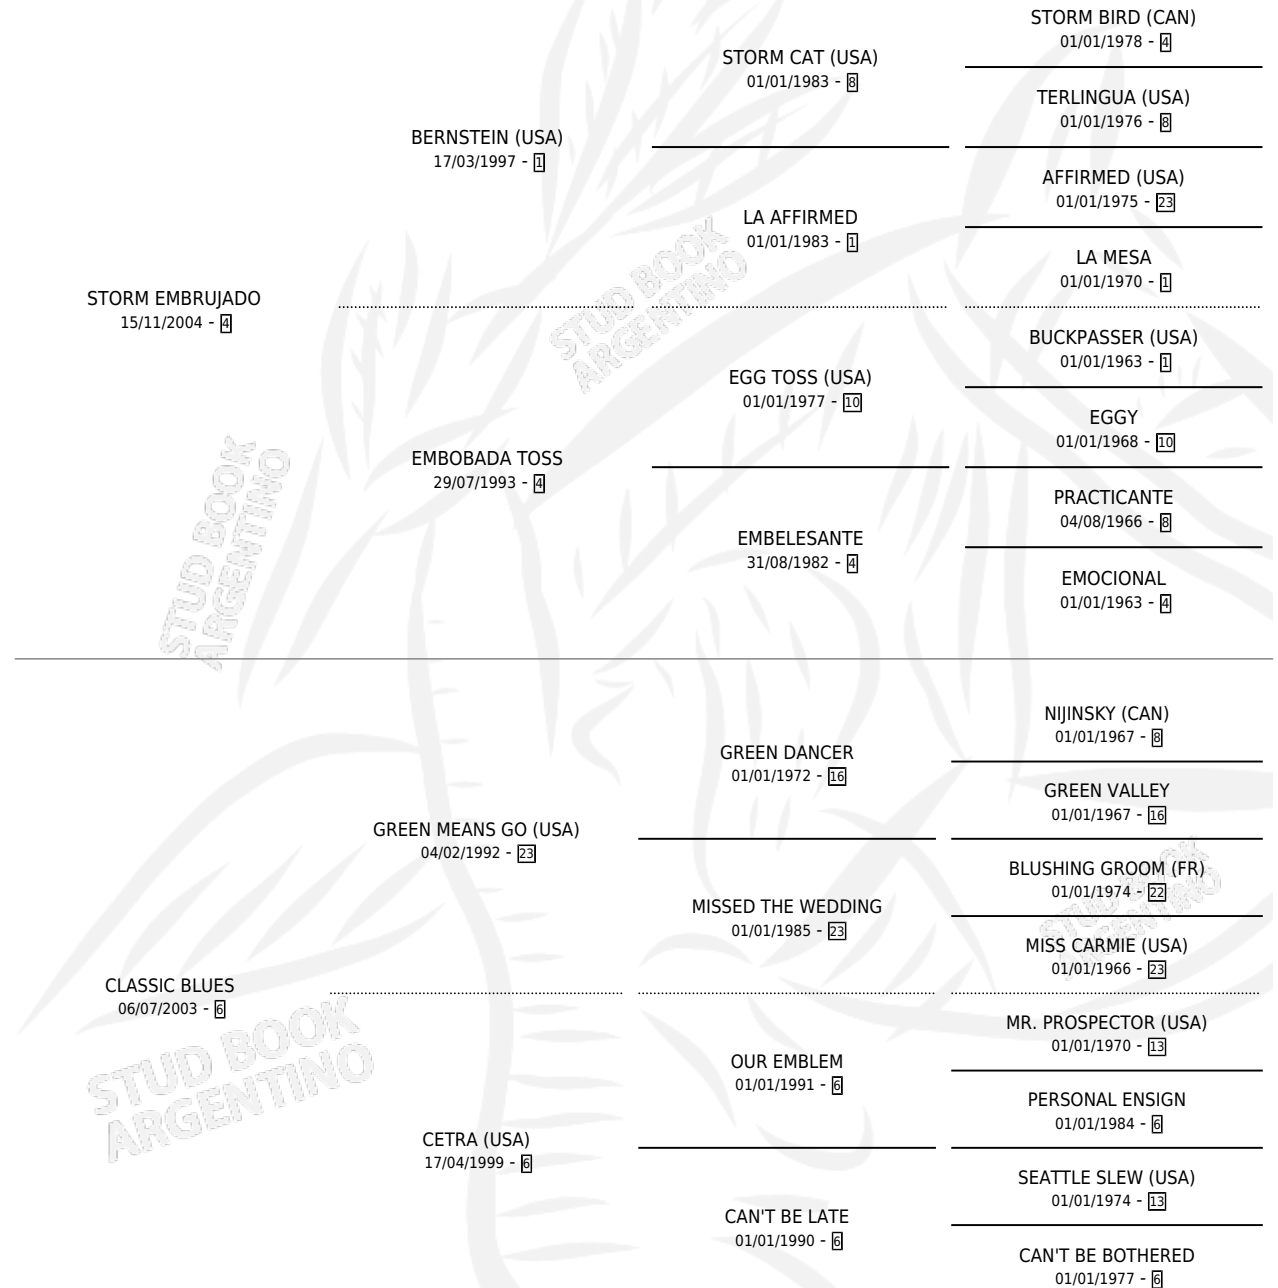 STORM BIRD (CAN)
01/01/1978 - 4
STORM CAT (USA)
01/01/1983 - 8
TERLINGUA (USA)
01/01/1976 - 8
BERNSTEIN (USA)
17/03/1997 - 1
AFFIRMED (USA)
01/01/1975 - 23
LA AFFIRMED
01/01/1983 - 1
LA MESA
01/01/1970 - 1
STORM EMBRUJADO
15/11/2004 - 4
BUCKPASSER (USA)
01/01/1963 - 1
EGG TOSS (USA)
01/01/1977 - 10
EGGY
01/01/1968 - 10
EMBOBADA TOSS
29/07/1993 - 4
PRACTICANTE
04/08/1966 - 8
EMBELESANTE
31/08/1982 - 4
EMOCIONAL
01/01/1963 - 4
NIJINSKY (CAN)
01/01/1967 - 8
GREEN DANCER
01/01/1972 - 16
GREEN VALLEY
01/01/1967 - 16
GREEN MEANS GO (USA)
04/02/1992 - 23
BLUSHING GROOM (FR)
01/01/1974 - 22
MISSED THE WEDDING
01/01/1985 - 23
MISS CARMIE (USA)
01/01/1966 - 23
CLASSIC BLUES
06/07/2003 - 6
MR. PROSPECTOR (USA)
01/01/1970 - 13
OUR EMBLEM
01/01/1991 - 6
PERSONAL ENSIGN
01/01/1984 - 6
CETRA (USA)
17/04/1999 - 6
SEATTLE SLEW (USA)
01/01/1974 - 13
CAN'T BE LATE
01/01/1990 - 6
CAN'T BE BOTHERED
01/01/1977 - 6
STUD BOOK
ARGENTINO
STUD BOOK
ARGENTINO
STUD BOOK
ARGENTINO
STUD BOOK
ARGENTINO